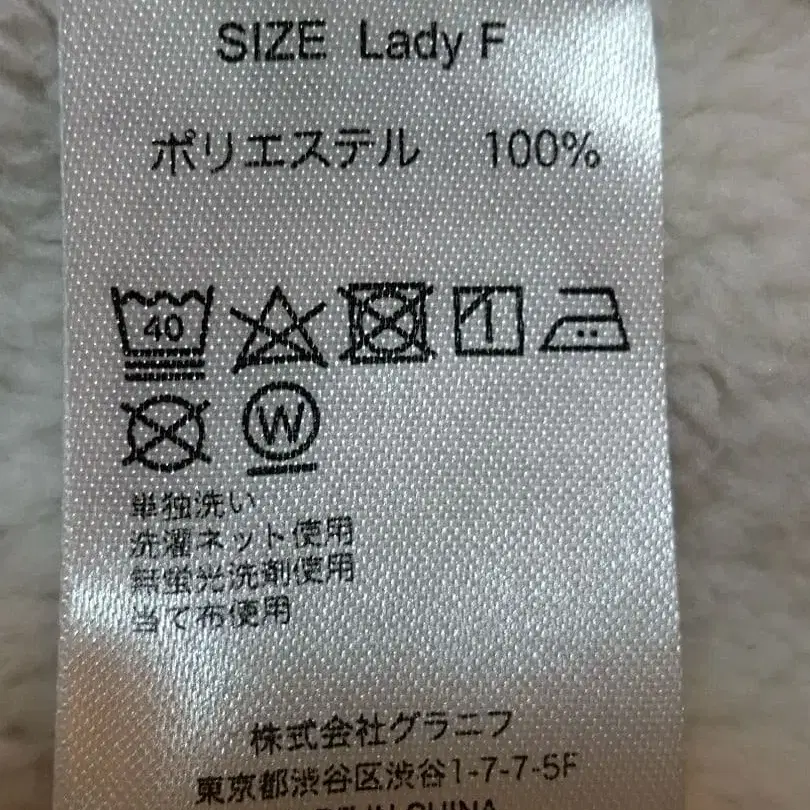 SIZE Lady F
ポリエステル 100%
40
W
単独洗い
洗濯ネット使用
無蛍光洗剤使用
当て布使用
株式会社グラニフ
東京都渋谷区渋谷1-7-7-5F
IN CHINA